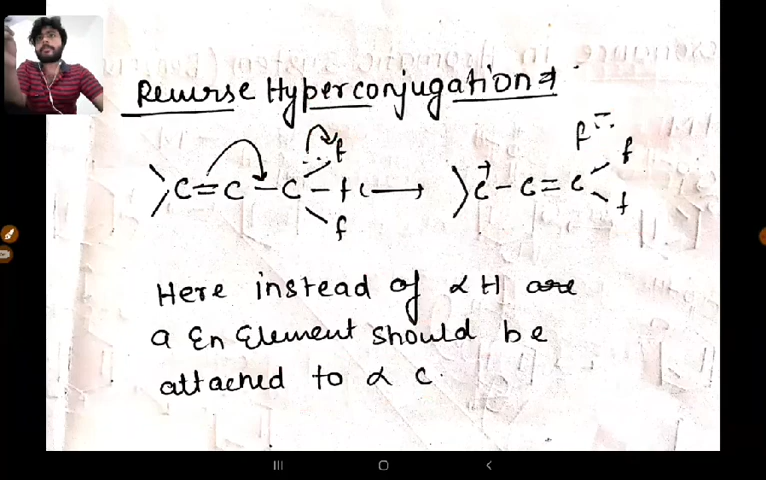 Reverse Hyperconjugation ⇒
>C=C-C-f ⟷ >C⁺-C=C f f⁻
f
f
f
f
Here instead of α H are
a En Element should be
attached to α C.